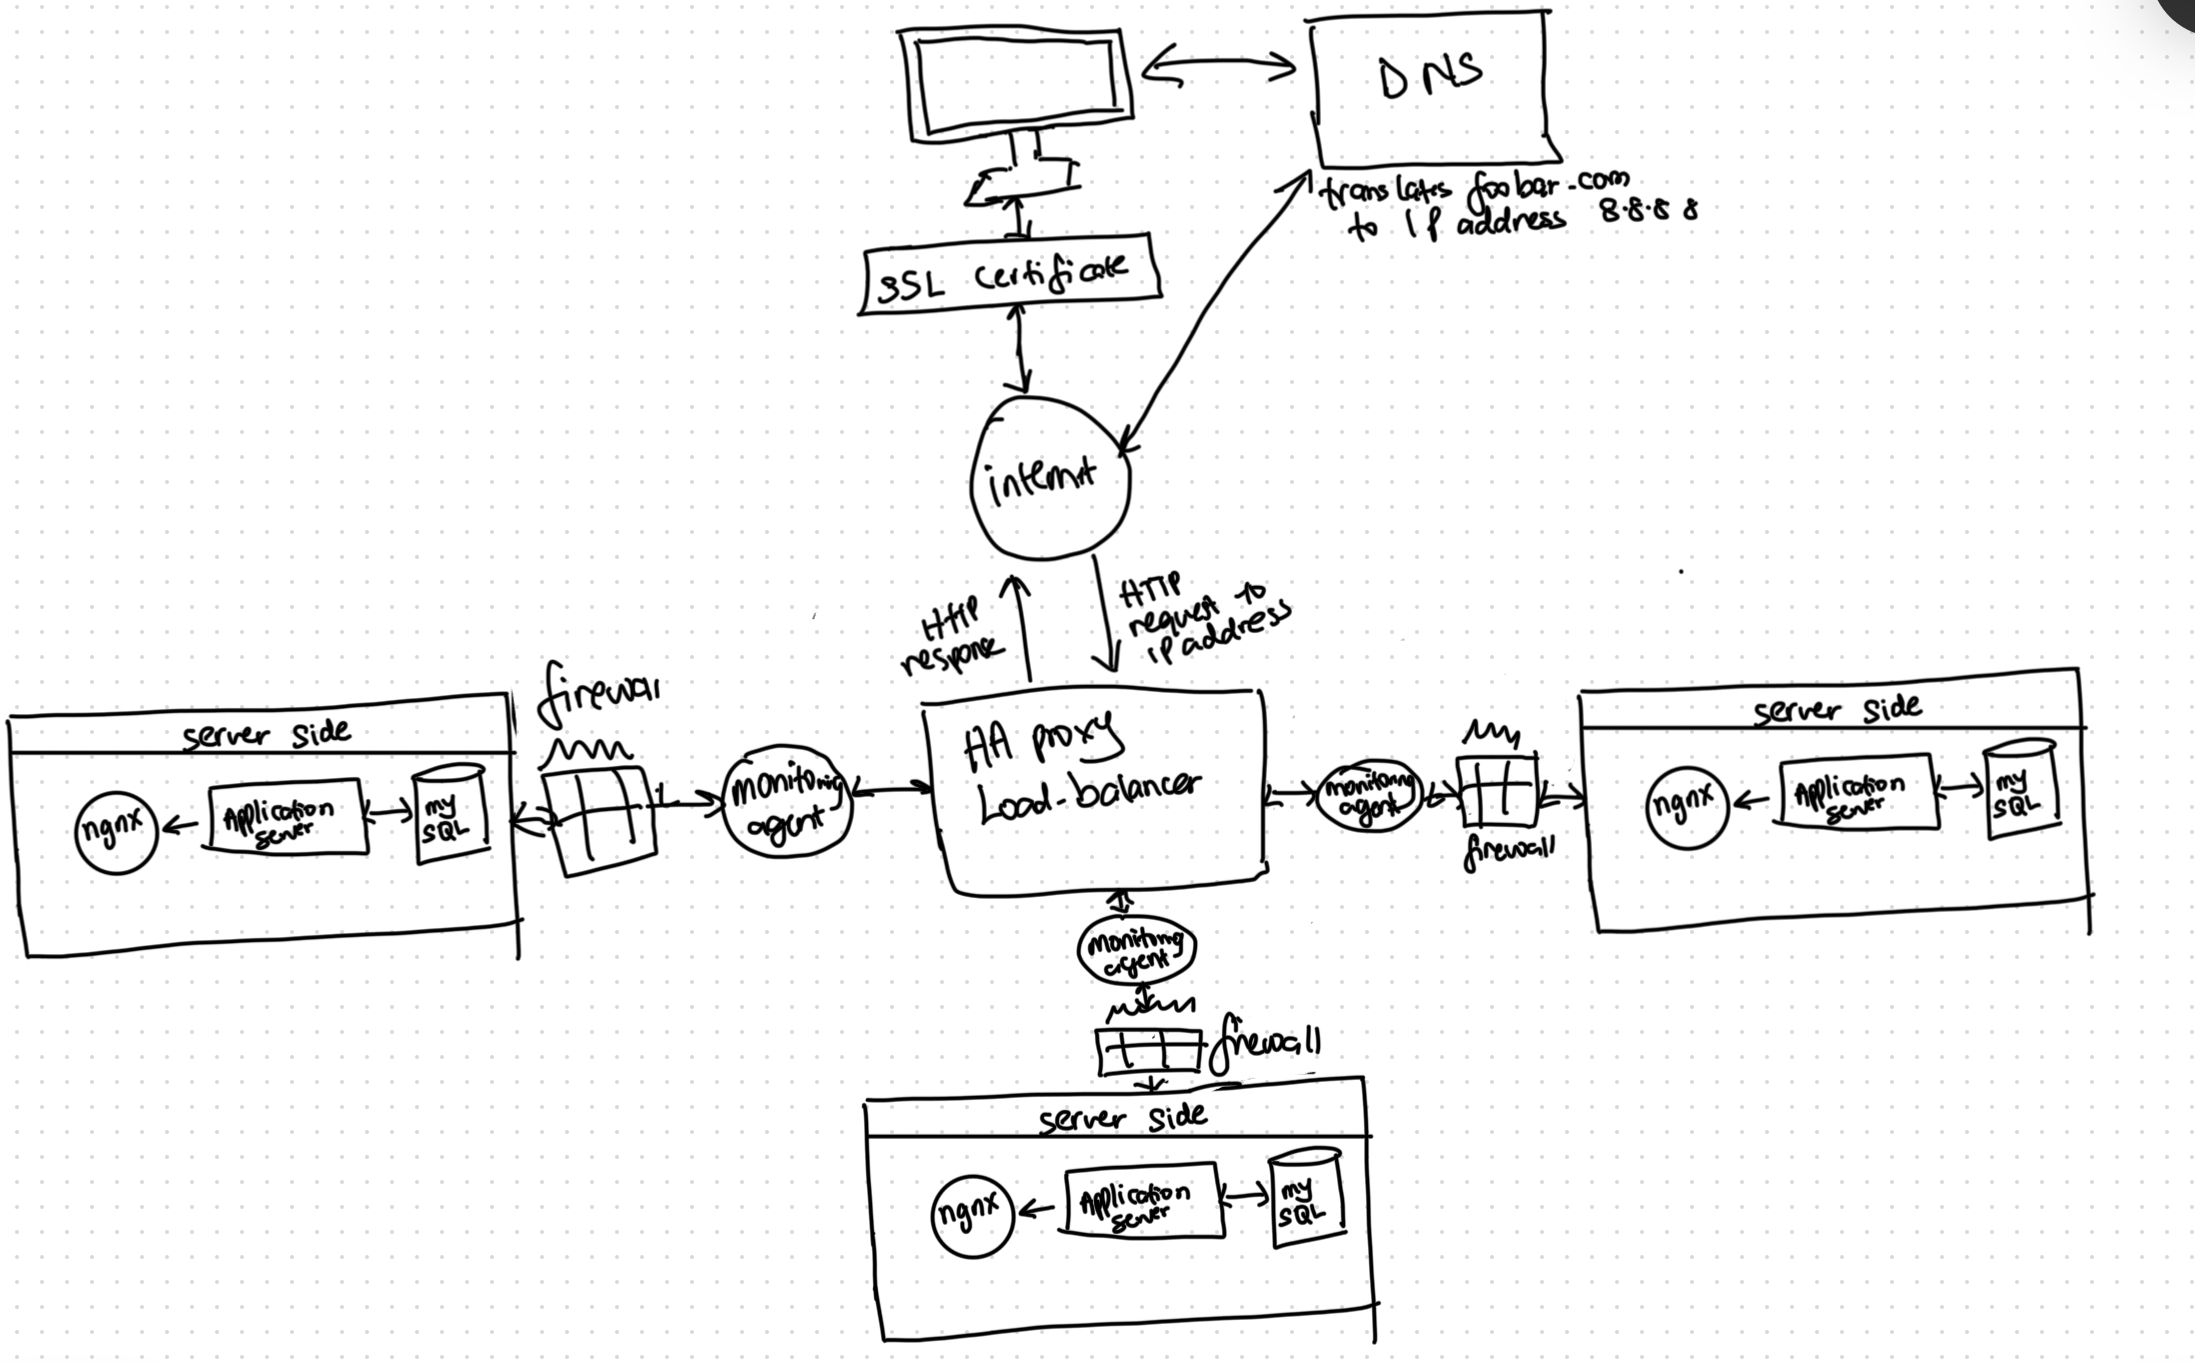 DNS
translates foobar.com
to IP address 8.8.8 8
SSL Certificate
internet
HTTP
response
HTTP
request to
ip address
HA proxy
Load-balancer
server side
ngnx
Application
server
my
SQL
firewall
monitoring
agent
monitoring
agent
firewall
server side
ngnx
Application
server
my
SQL
monitoring
agent
firewall
server side
ngnx
Application
server
my
SQL